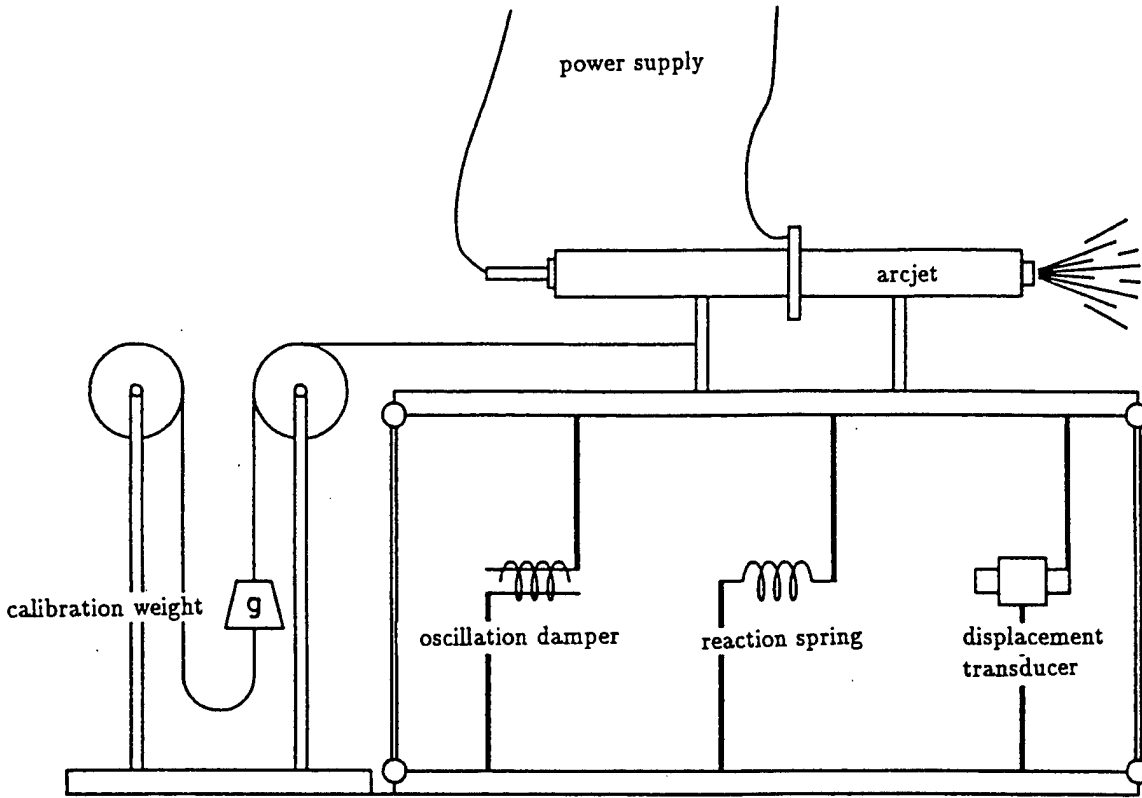 power supply
arcjet
calibration weight
g
oscillation damper
reaction spring
displacement
transducer